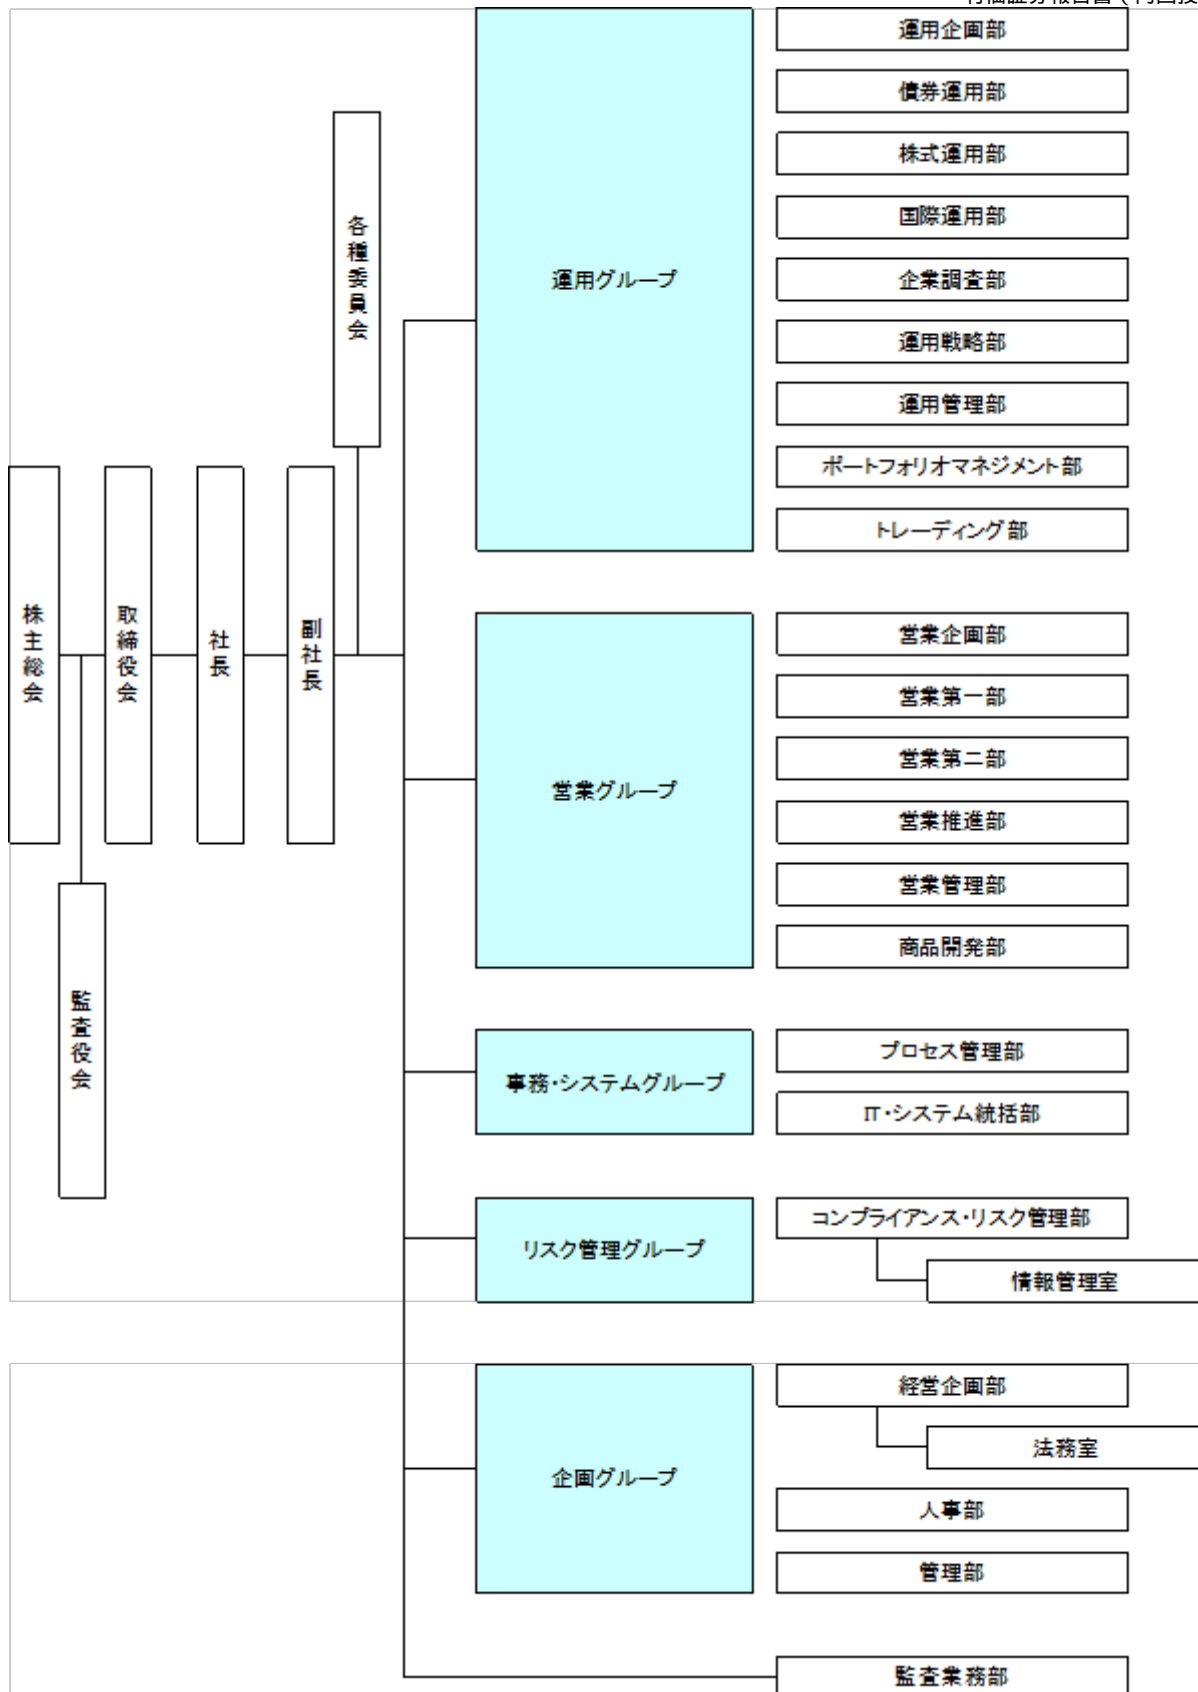 運用企画部
債券運用部
株式運用部
国際運用部
企業調査部
運用戦略部
運用管理部
ポートフォリオマネジメント部
トレーディング部
各種委員会
運用グループ
株主総会
取締役会
社長
副社長
監査役会
営業グループ
営業企画部
営業第一部
営業第二部
営業推進部
営業管理部
商品開発部
事務・システムグループ
プロセス管理部
IT・システム統括部
リスク管理グループ
コンプライアンス・リスク管理部
情報管理室
企画グループ
経営企画部
法務室
人事部
管理部
監査業務部